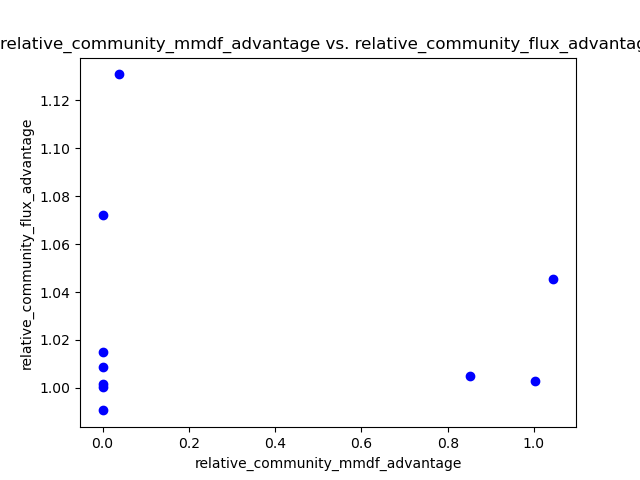 relative_community_mmdf_advantage vs. relative_community_flux_advantag
1.12
1.10
1.08
1.06
1.04
1.02
1.00
relative_community_flux_advantage
0.0 0.2 0.4 0.6 0.8 1.0
relative_community_mmdf_advantage